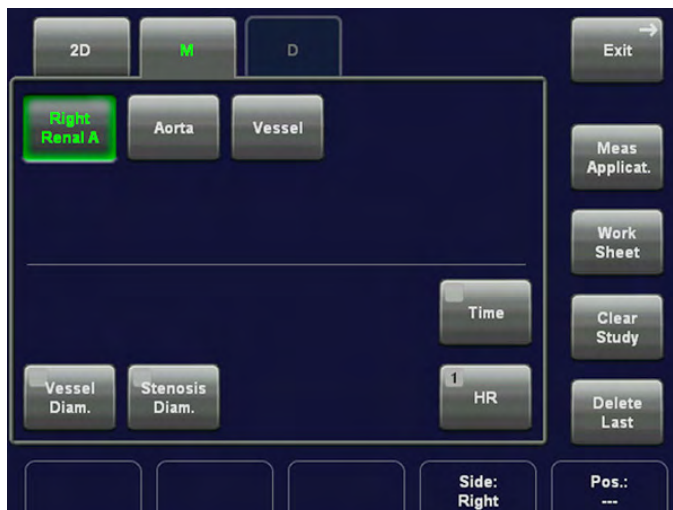 2D
M
D
Exit
Right
Renal A
Aorta
Vessel
Meas
Applicat.
Work
Sheet
Time
Clear
Study
Vessel
Diam.
Stenosis
Diam.
1
HR
Delete
Last
Side:
Right
Pos.:
---